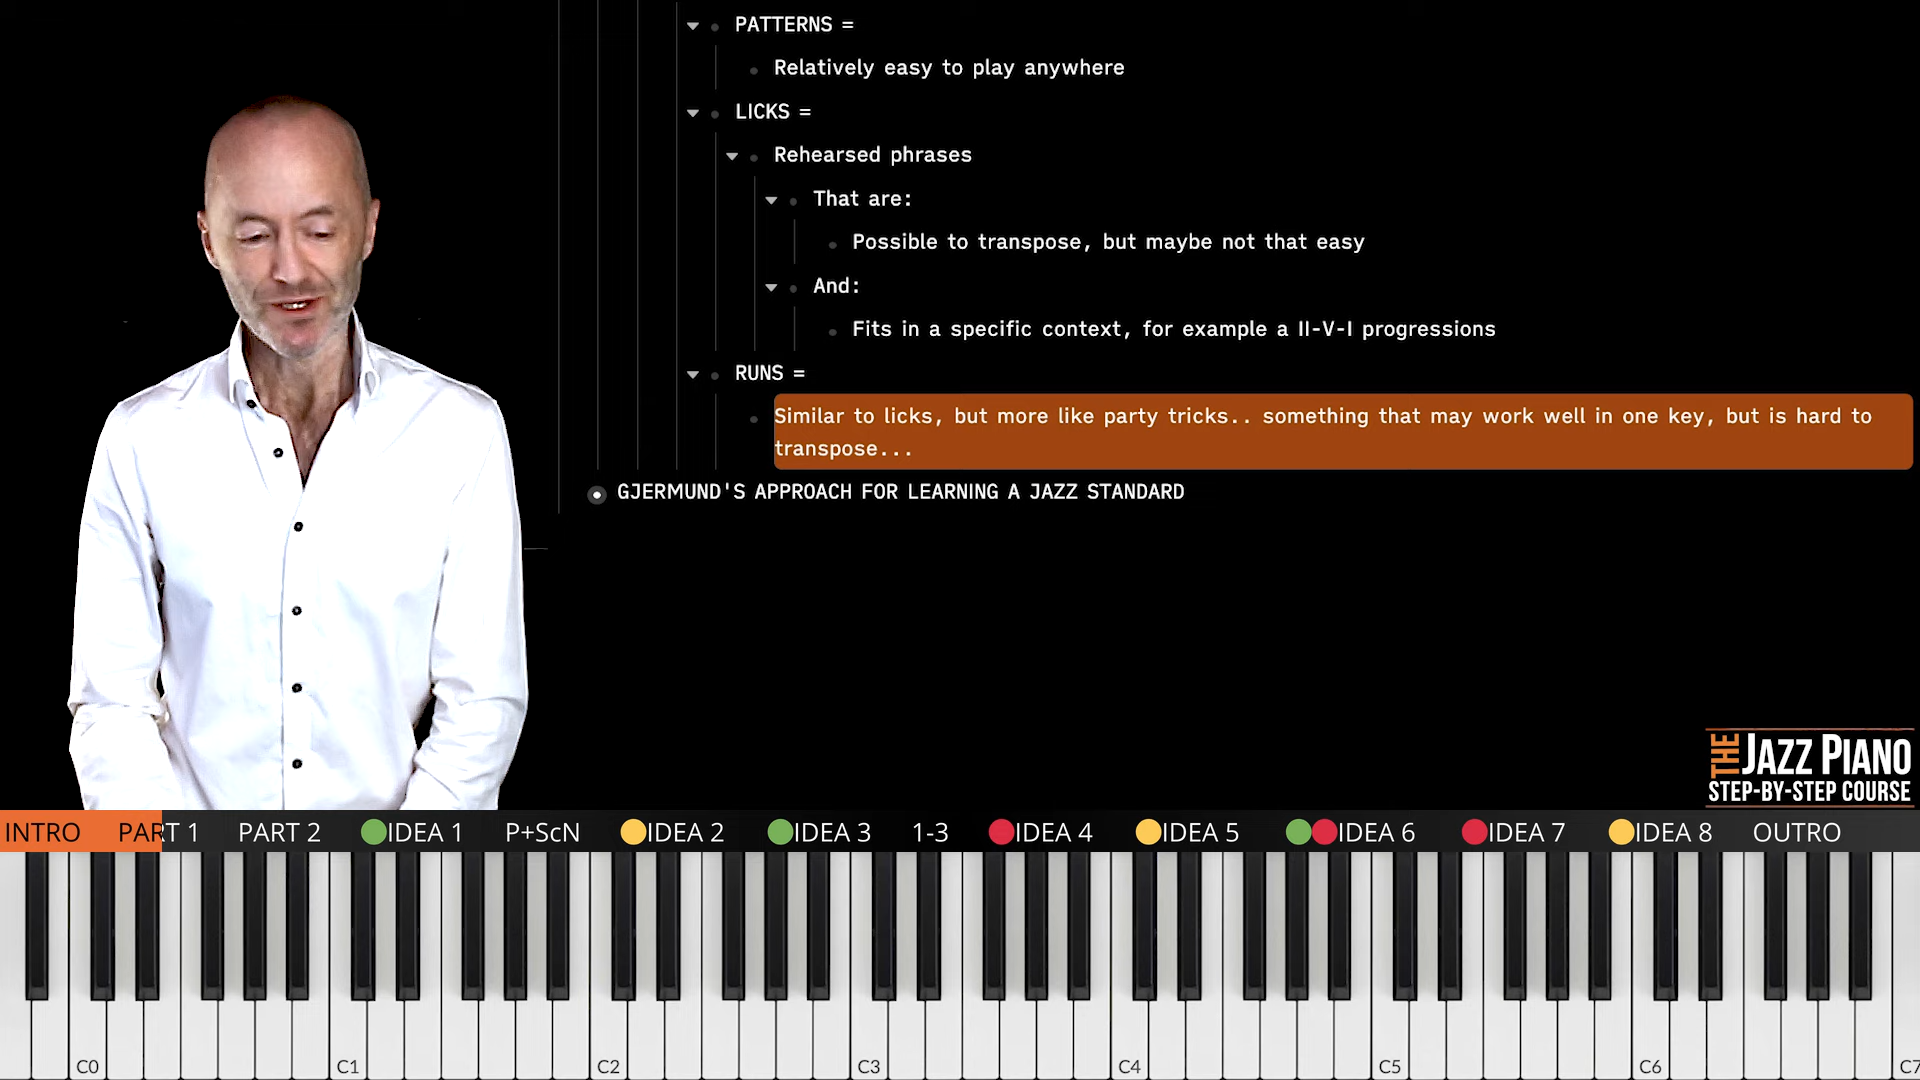 PATTERNS =
Relatively easy to play anywhere
LICKS =
Rehearsed phrases
That are:
Possible to transpose, but maybe not that easy
And:
Fits in a specific context, for example a II-V-I progressions
RUNS =
Similar to licks, but more like party tricks.. something that may work well in one key, but is hard to
transpose...
GJERMUND'S APPROACH FOR LEARNING A JAZZ STANDARD
THE JAZZ PIANO
STEP-BY-STEP COURSE
INTRO PART 1 PART 2 IDEA 1 P+ScN IDEA 2 IDEA 3 1-3 IDEA 4 IDEA 5 IDEA 6 IDEA 7 IDEA 8 OUTRO
C0 C1 C2 C3 C4 C5 C6 C7